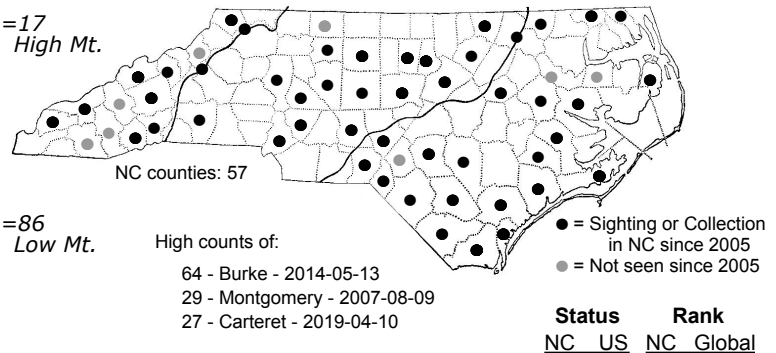 =17
High Mt.
NC counties: 57
=86
Low Mt.
High counts of:
64 - Burke - 2014-05-13
29 - Montgomery - 2007-08-09
27 - Carteret - 2019-04-10
= Sighting or Collection
in NC since 2005
= Not seen since 2005
Status Rank
NC US NC Global